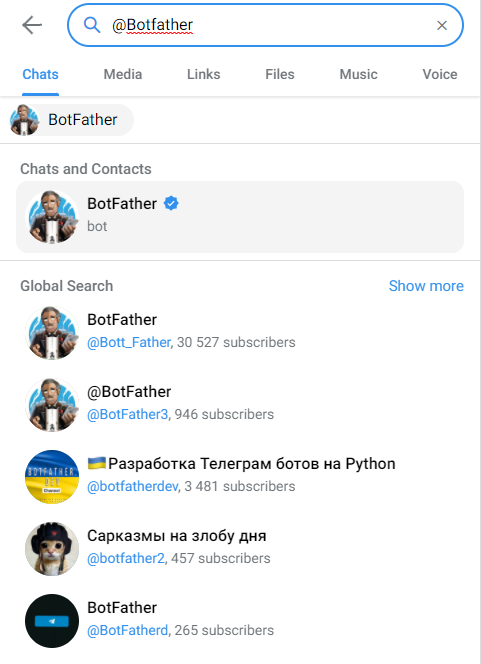 @Botfather
Chats Media Links Files Music Voice
BotFather
Chats and Contacts
BotFather
bot
Global Search Show more
BotFather
@Bott_Father, 30 527 subscribers
@BotFather
@BotFather3, 946 subscribers
🇺🇦Разработка Телеграм ботов на Python
@botfatherdev, 3 481 subscribers
BOTFATHER
DEV
Channel
Сарказмы на злобу дня
@botfather2, 457 subscribers
BotFather
@BotFatherd, 265 subscribers